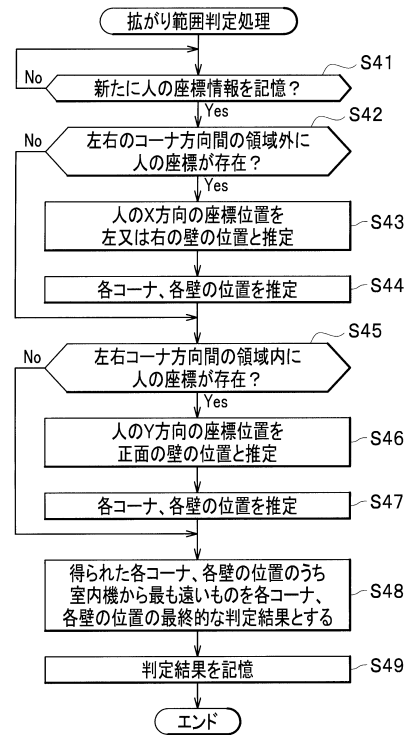 拡がり範囲判定処理
S41
No
新たに人の座標情報を記憶？
Yes
S42
No
左右のコーナ方向間の領域外に
人の座標が存在？
Yes
人のX方向の座標位置を
左又は右の壁の位置と推定
S43
各コーナ、各壁の位置を推定
S44
S45
No
左右コーナ方向間の領域内に
人の座標が存在？
Yes
人のY方向の座標位置を
正面の壁の位置と推定
S46
各コーナ、各壁の位置を推定
S47
得られた各コーナ、各壁の位置のうち
室内機から最も遠いものを各コーナ、
各壁の位置の最終的な判定結果とする
S48
判定結果を記憶
S49
エンド